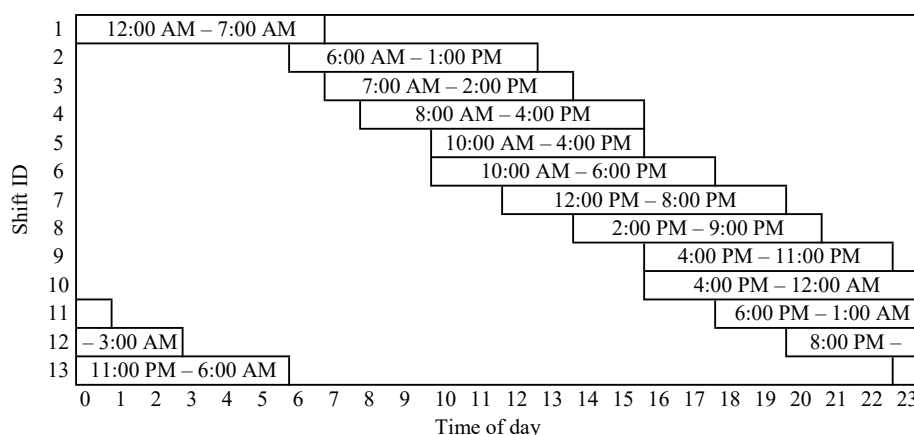 1 12:00 AM – 7:00 AM
2 6:00 AM – 1:00 PM
3 7:00 AM – 2:00 PM
4 8:00 AM – 4:00 PM
5 10:00 AM – 4:00 PM
6 10:00 AM – 6:00 PM
7 12:00 PM – 8:00 PM
8 2:00 PM – 9:00 PM
9 4:00 PM – 11:00 PM
10 4:00 PM – 12:00 AM
11 6:00 PM – 1:00 AM
12 – 3:00 AM 8:00 PM –
13 11:00 PM – 6:00 AM
Shift ID
0 1 2 3 4 5 6 7 8 9 10 11 12 13 14 15 16 17 18 19 20 21 22 23
Time of day